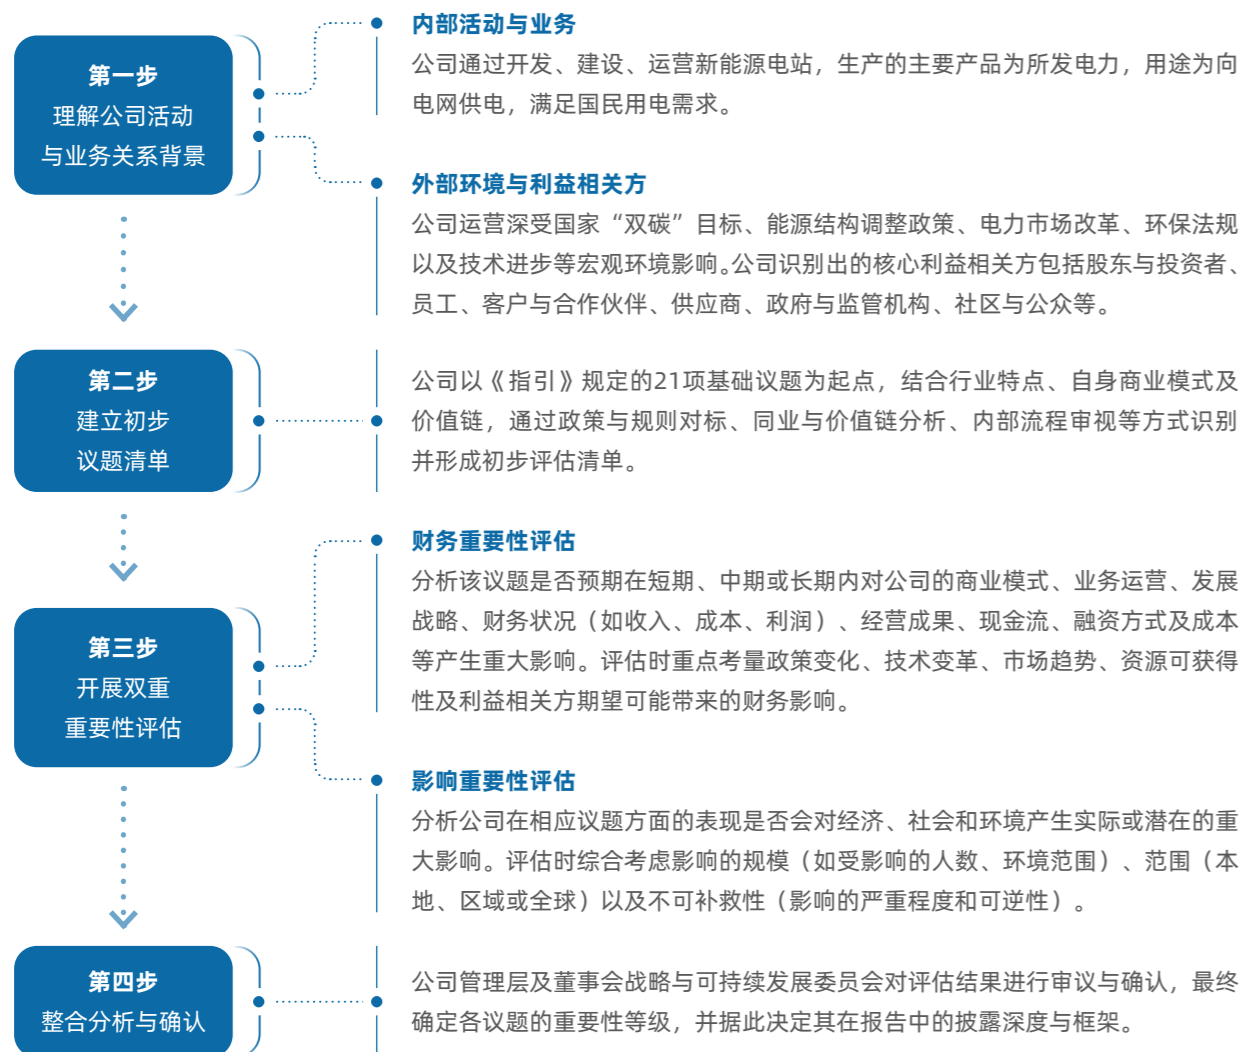 第一步
理解公司活动
与业务关系背景
内部活动与业务
公司通过开发、建设、运营新能源电站，生产的主要产品为所发电力，用途为向
电网供电，满足国民用电需求。
外部环境与利益相关方
公司运营深受国家“双碳”目标、能源结构调整政策、电力市场改革、环保法规
以及技术进步等宏观环境影响。公司识别出的核心利益相关方包括股东与投资者、
员工、客户与合作伙伴、供应商、政府与监管机构、社区与公众等。
第二步
建立初步
议题清单
公司以《指引》规定的21项基础议题为起点，结合行业特点、自身商业模式及
价值链，通过政策与规则对标、同业与价值链分析、内部流程审视等方式识别
并形成初步评估清单。
第三步
开展双重
重要性评估
财务重要性评估
分析该议题是否预期在短期、中期或长期内对公司的商业模式、业务运营、发展
战略、财务状况（如收入、成本、利润）、经营成果、现金流、融资方式及成本
等产生重大影响。评估时重点考量政策变化、技术变革、市场趋势、资源可获得
性及利益相关方期望可能带来的财务影响。
影响重要性评估
分析公司在相应议题方面的表现是否会对经济、社会和环境产生实际或潜在的重
大影响。评估时综合考虑影响的规模（如受影响的人数、环境范围）、范围（本
地、区域或全球）以及不可补救性（影响的严重程度和可逆性）。
第四步
整合分析与确认
公司管理层及董事会战略与可持续发展委员会对评估结果进行审议与确认，最终
确定各议题的重要性等级，并据此决定其在报告中的披露深度与框架。